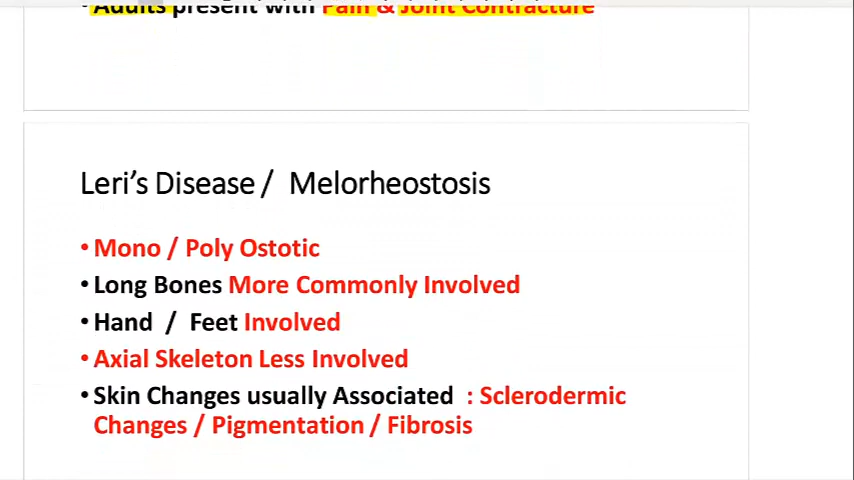 • Adults present with Pain & Joint Contracture
Leri's Disease / Melorheostosis
• Mono / Poly Ostotic
• Long Bones More Commonly Involved
• Hand / Feet Involved
• Axial Skeleton Less Involved
• Skin Changes usually Associated : Sclerodermic
Changes / Pigmentation / Fibrosis